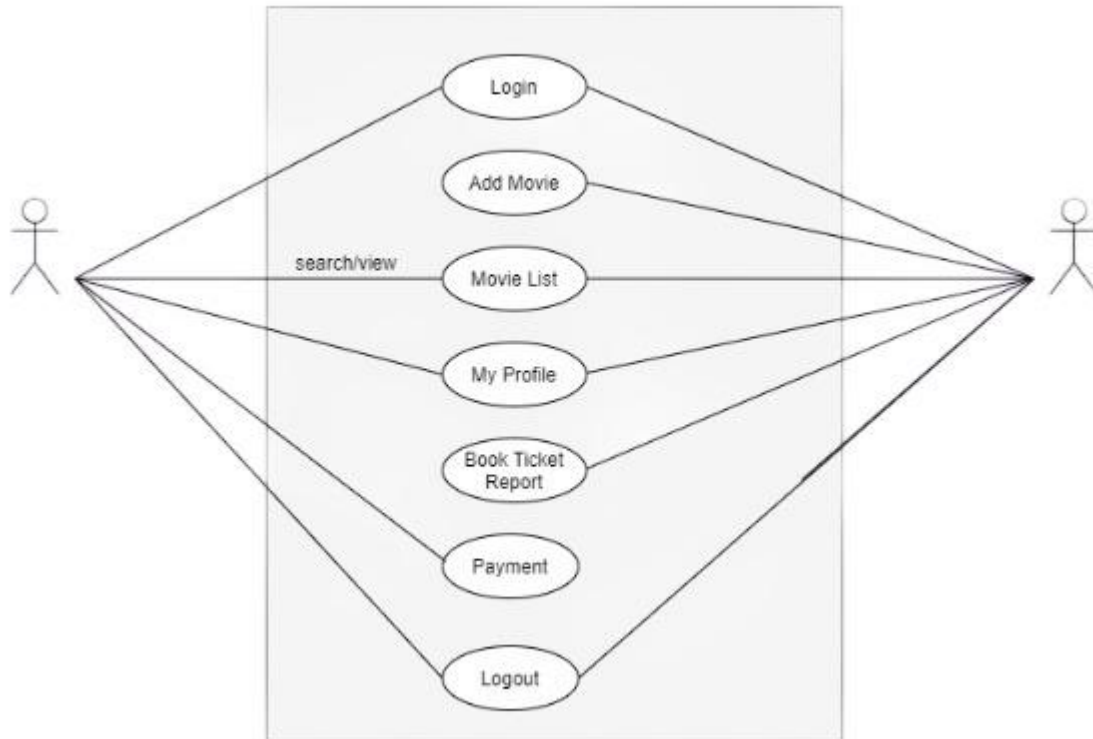 Login
Add Movie
search/view
Movie List
My Profile
Book Ticket
Report
Payment
Logout